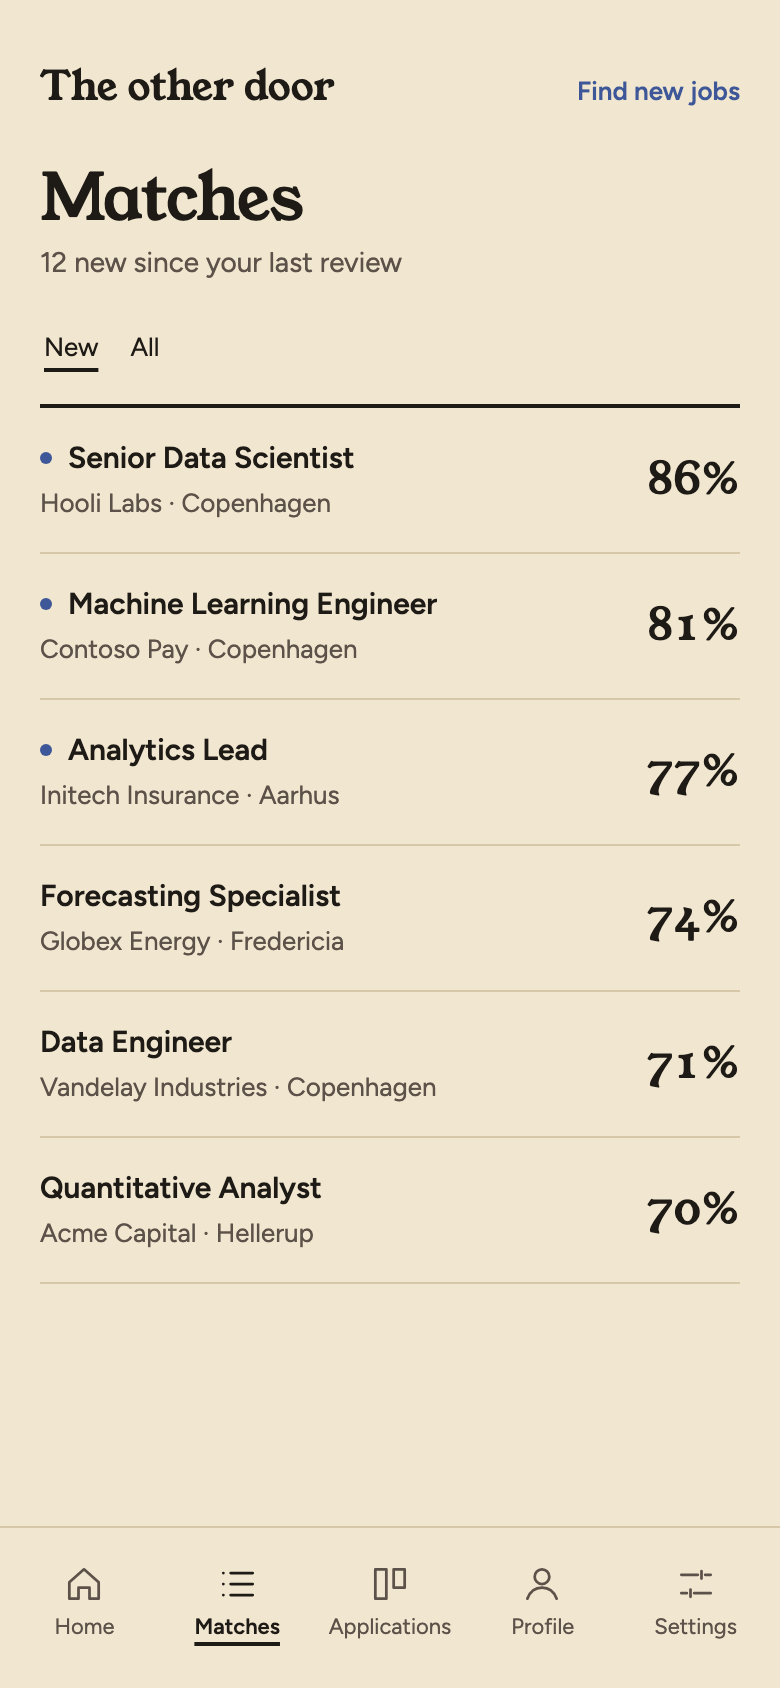 The other door
Find new jobs
Matches
12 new since your last review
New All
Senior Data Scientist
Hooli Labs · Copenhagen
86%
Machine Learning Engineer
Contoso Pay · Copenhagen
81%
Analytics Lead
Initech Insurance · Aarhus
77%
Forecasting Specialist
Globex Energy · Fredericia
74%
Data Engineer
Vandelay Industries · Copenhagen
71%
Quantitative Analyst
Acme Capital · Hellerup
70%
Home Matches Applications Profile Settings